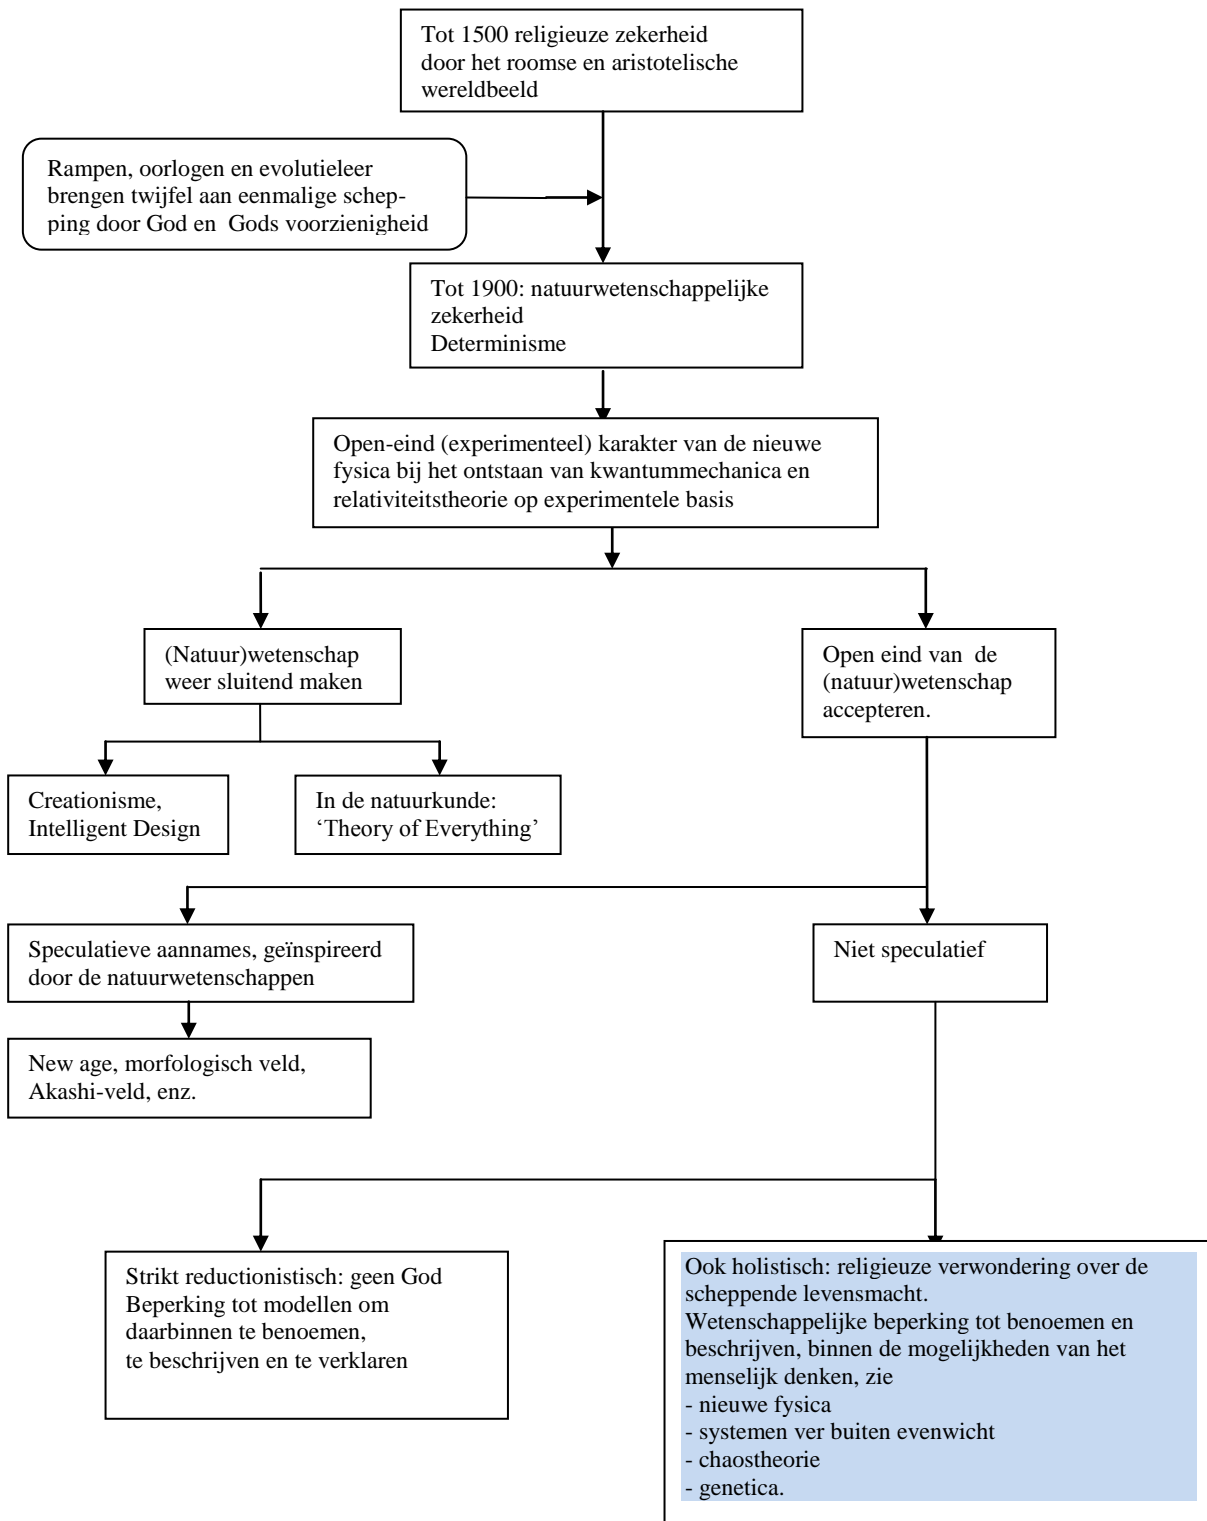 Tot 1500 religieuze zekerheid
door het roomse en aristotelische
wereldbeeld
Rampen, oorlogen en evolutieleer
brengen twijfel aan eenmalige schep-
ping door God en  Gods voorzienigheid
Tot 1900: natuurwetenschappelijke
zekerheid
Determinisme
Open-eind (experimenteel) karakter van de nieuwe
fysica bij het ontstaan van kwantummechanica en
relativiteitstheorie op experimentele basis
(Natuur)wetenschap
weer sluitend maken
Open eind van  de
(natuur)wetenschap
accepteren.
Creationisme,
Intelligent Design
In de natuurkunde:
‘Theory of Everything’
Speculatieve aannames, geïnspireerd
door de natuurwetenschappen
Niet speculatief
New age, morfologisch veld,
Akashi-veld, enz.
Strikt reductionistisch: geen God
Beperking tot modellen om
daarbinnen te benoemen,
te beschrijven en te verklaren
Ook holistisch: religieuze verwondering over de
scheppende levensmacht.
Wetenschappelijke beperking tot benoemen en
beschrijven, binnen de mogelijkheden van het
menselijk denken, zie
- nieuwe fysica
- systemen ver buiten evenwicht
- chaostheorie
- genetica.